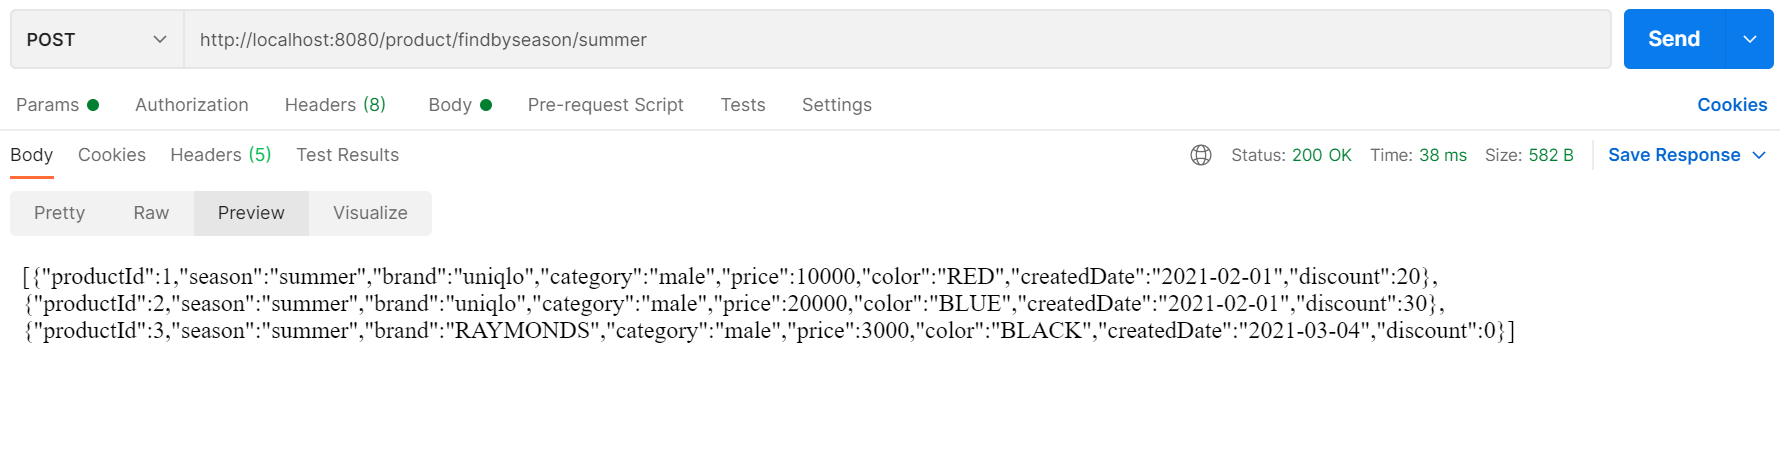 POST http://localhost:8080/product/findbyseason/summer Send
Params Authorization Headers (8) Body Pre-request Script Tests Settings Cookies
Body Cookies Headers (5) Test Results Status: 200 OK Time: 38 ms Size: 582 B Save Response
Pretty Raw Preview Visualize
[{"productId":1,"season":"summer","brand":"uniqlo","category":"male","price":10000,"color":"RED","createdDate":"2021-02-01","discount":20},
{"productId":2,"season":"summer","brand":"uniqlo","category":"male","price":20000,"color":"BLUE","createdDate":"2021-02-01","discount":30},
{"productId":3,"season":"summer","brand":"RAYMONDS","category":"male","price":3000,"color":"BLACK","createdDate":"2021-03-04","discount":0}]